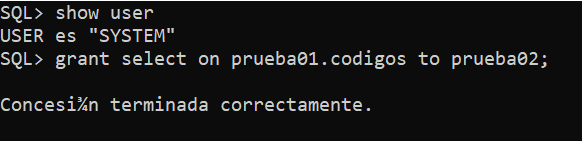 SQL> show user
USER es "SYSTEM"
SQL> grant select on prueba01.codigos to prueba02;
Concesi¾n terminada correctamente.